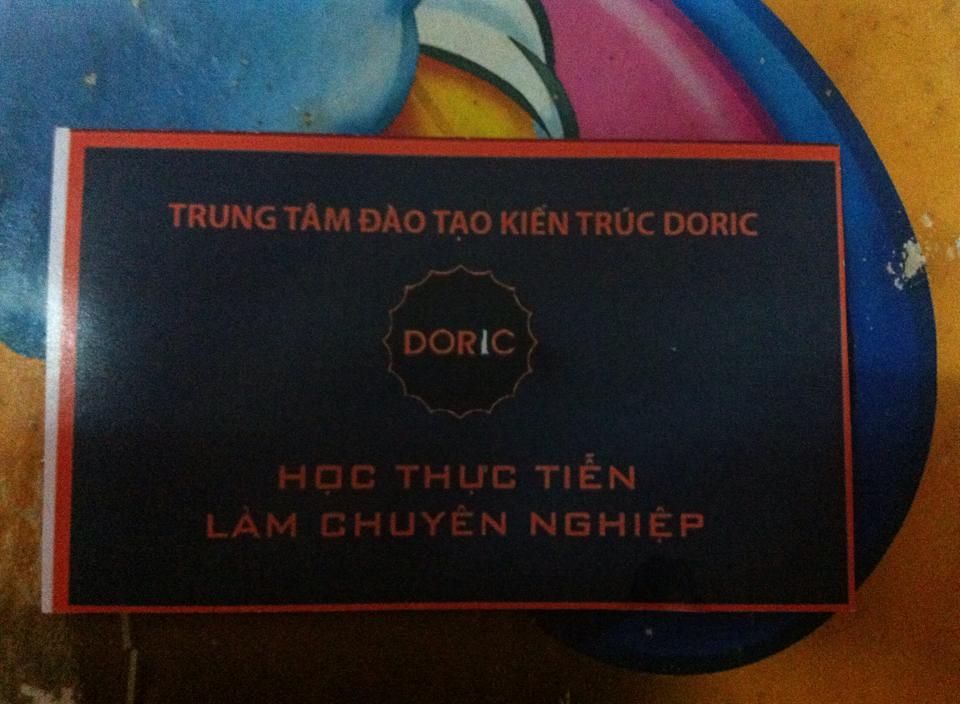 TRUNG TÂM ĐÀO TẠO KIẾN TRÚC DORIC
DORIC
HỌC THỰC TIỄN
LÀM CHUYÊN NGHIỆP